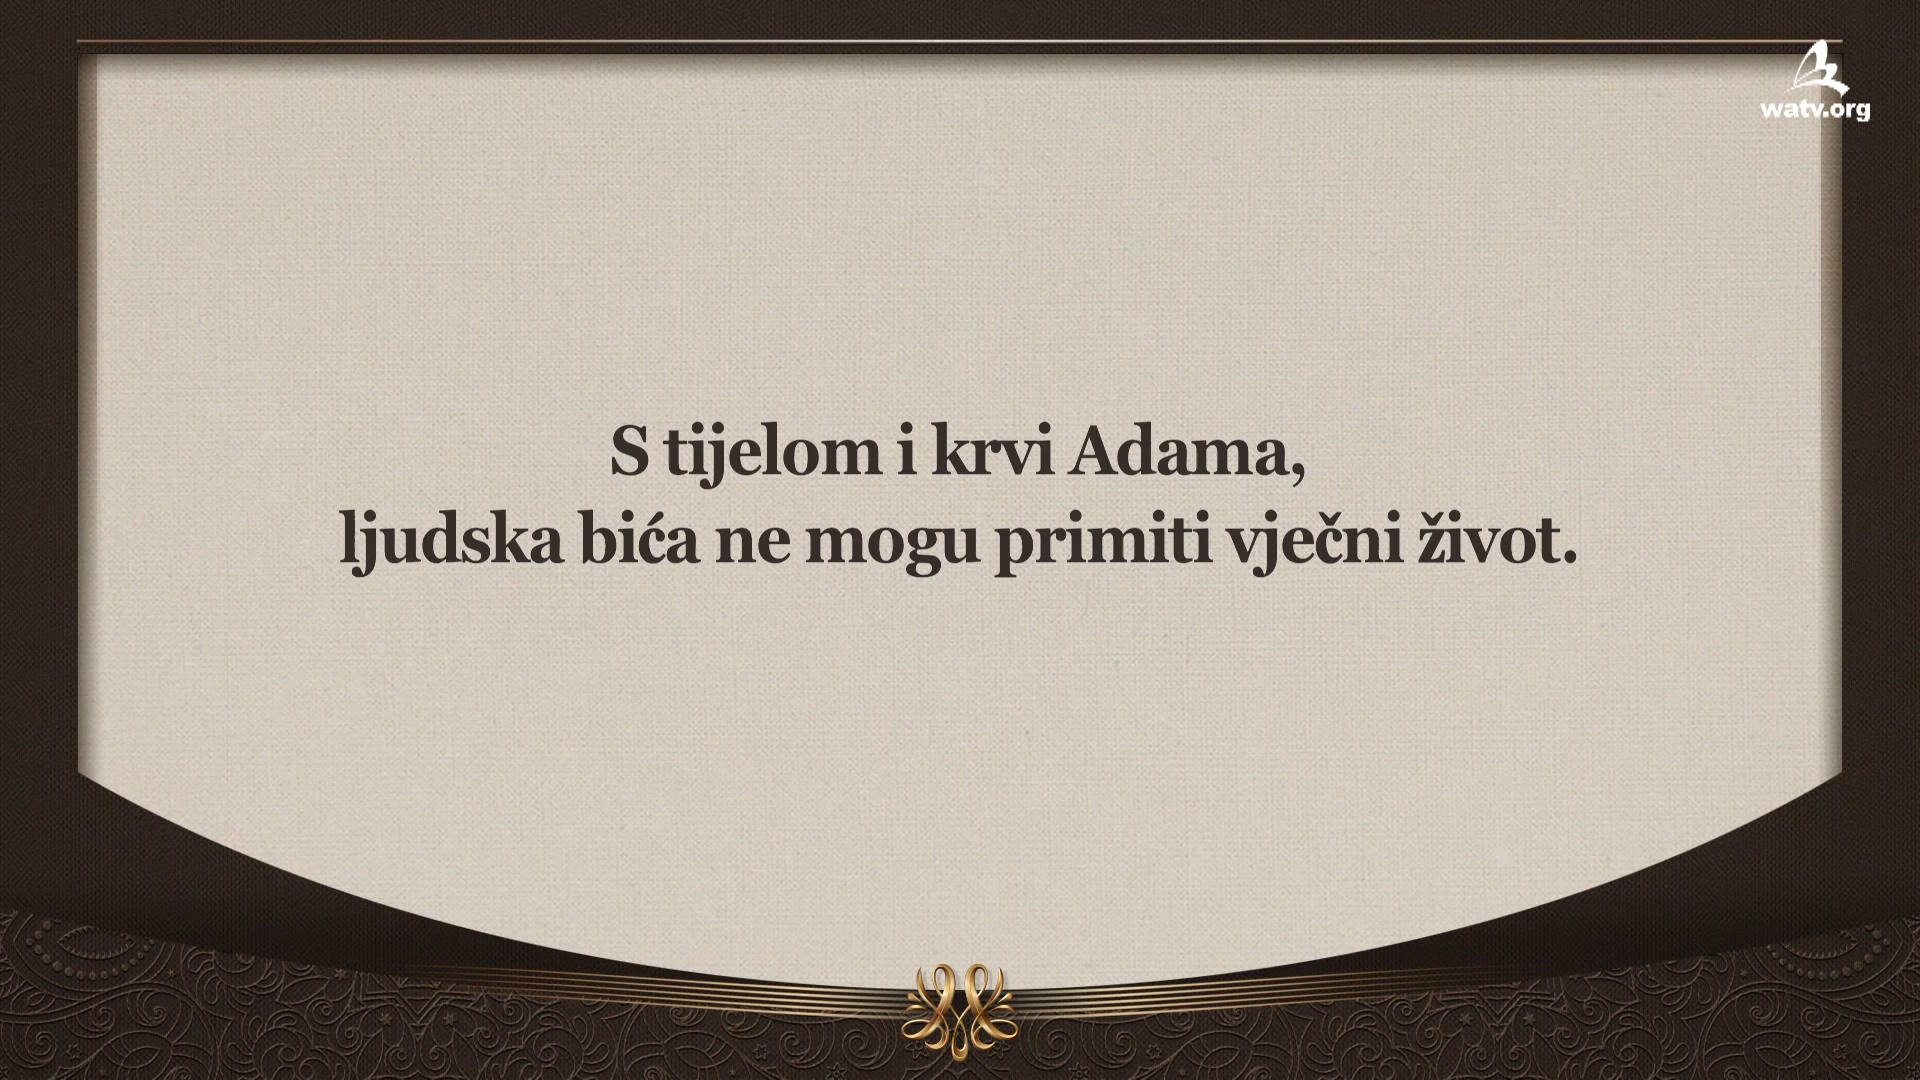 watv.org
S tijelom i krvi Adama,
ljudska bića ne mogu primiti vječni život.